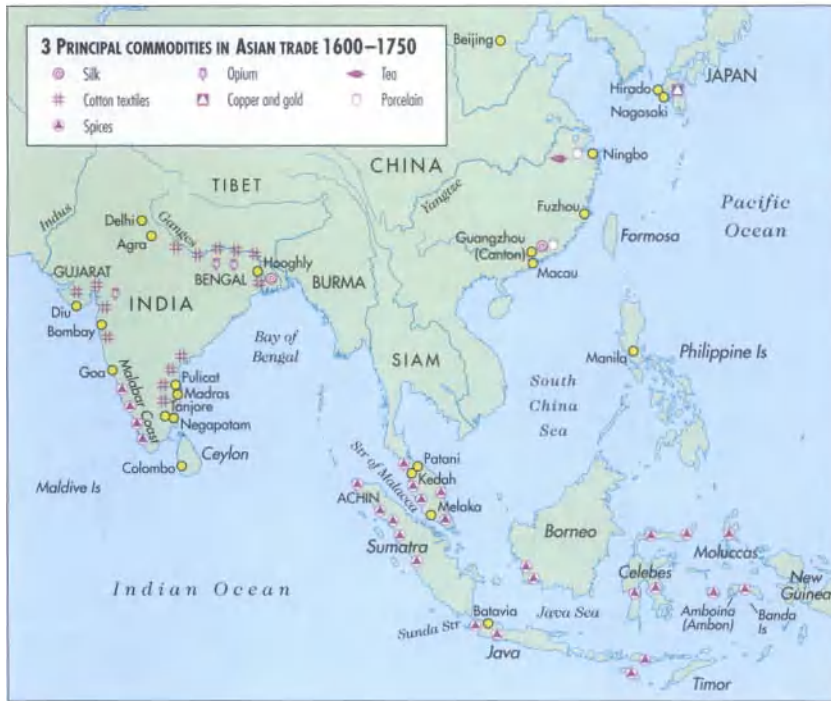 3 PRINCIPAL COMMODITIES IN ASIAN TRADE 1600–1750
Silk
Opium
Tea
Cotton textiles
Copper and gold
Porcelain
Spices
Beijing
JAPAN
Hirado
Nagasaki
CHINA
Ningbo
TIBET
Yangtze
Pacific
Ocean
Indus
Delhi
Ganges
Agra
Fuzhou
Formosa
Guangzhou
(Canton)
Macau
GUJARAT
BENGAL
Hooghly
BURMA
INDIA
Diu
Bombay
Bay of
Bengal
SIAM
Manila
Philippine Is
Goa
Malabar Coast
Pulicat
Madras
Tanjore
Negapatam
South
China
Sea
Ceylon
Colombo
Maldive Is
Str of Malacca
Patani
Kedah
ACHIN
Melaka
Sumatra
Borneo
Moluccas
Celebes
New
Guinea
Indian Ocean
Amboina
(Ambon)
Banda
Is
Batavia
Java Sea
Sunda Str
Java
Timor